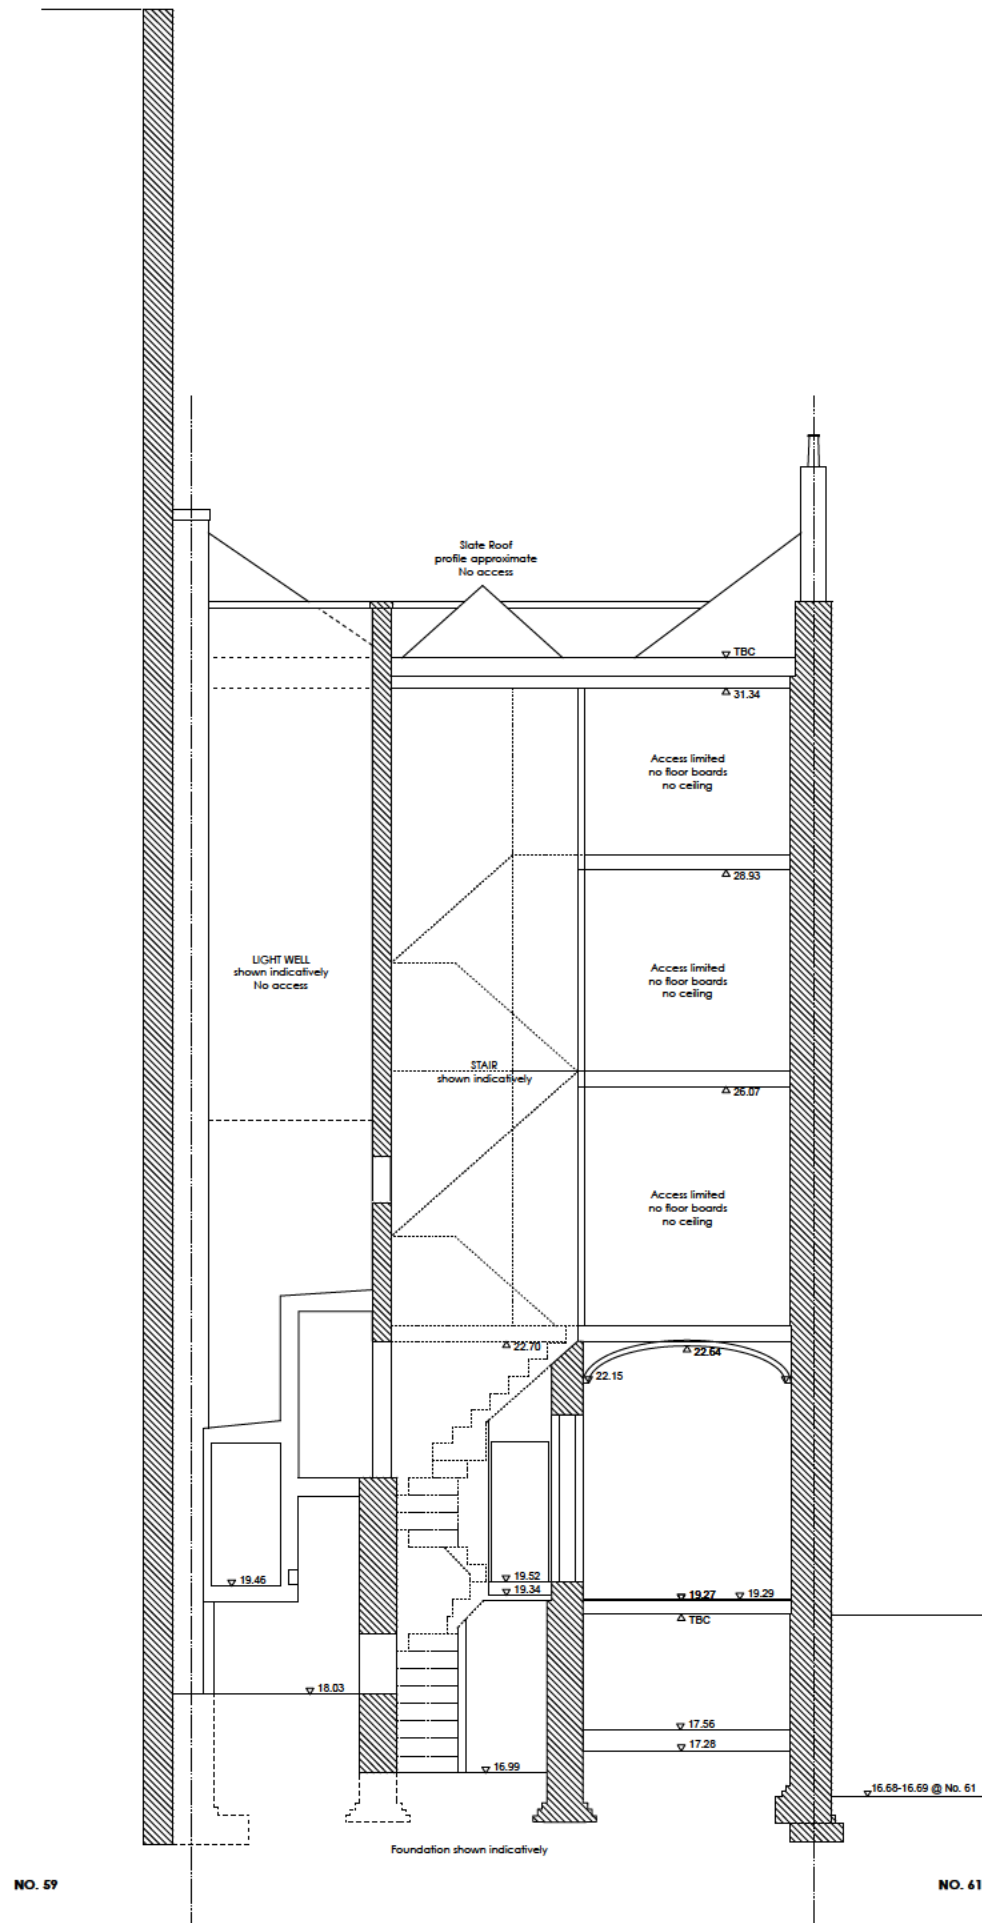 Slate Roof
profile approximate
No access
TBC
31.34
Access limited
no floor boards
no ceiling
28.93
LIGHT WELL
shown indicatively
No access
Access limited
no floor boards
no ceiling
STAIR
shown indicatively
26.07
Access limited
no floor boards
no ceiling
22.70
22.64
22.15
19.46
19.52
19.34
19.27
19.29
TBC
18.03
17.56
17.28
16.99
16.68-16.69 @ No. 61
Foundation shown indicatively
NO. 59
NO. 61